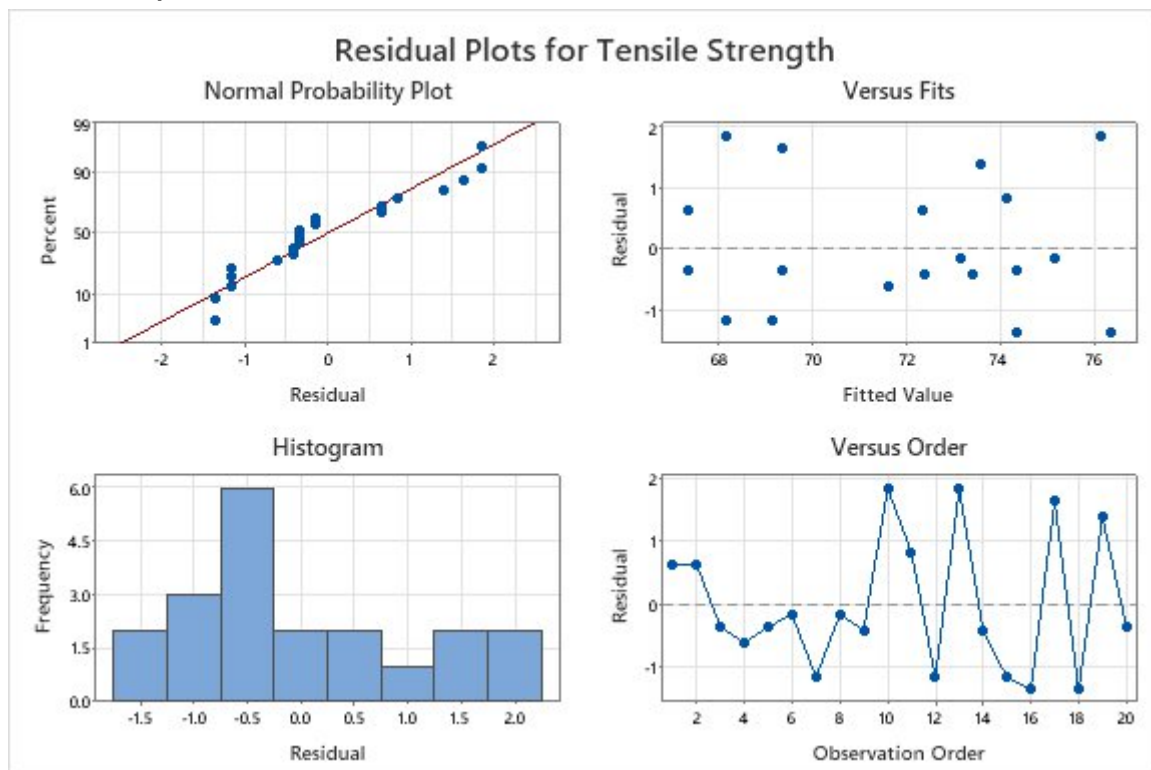 Residual Plots for Tensile Strength
Normal Probability Plot
99
90
50
10
1
Percent
-2 -1 0 1 2
Residual
Versus Fits
2
1
0
-1
Residual
68 70 72 74 76
Fitted Value
Histogram
6.0
4.5
3.0
1.5
0.0
Frequency
-1.5 -1.0 -0.5 0.0 0.5 1.0 1.5 2.0
Residual
Versus Order
2
1
0
-1
Residual
2 4 6 8 10 12 14 16 18 20
Observation Order